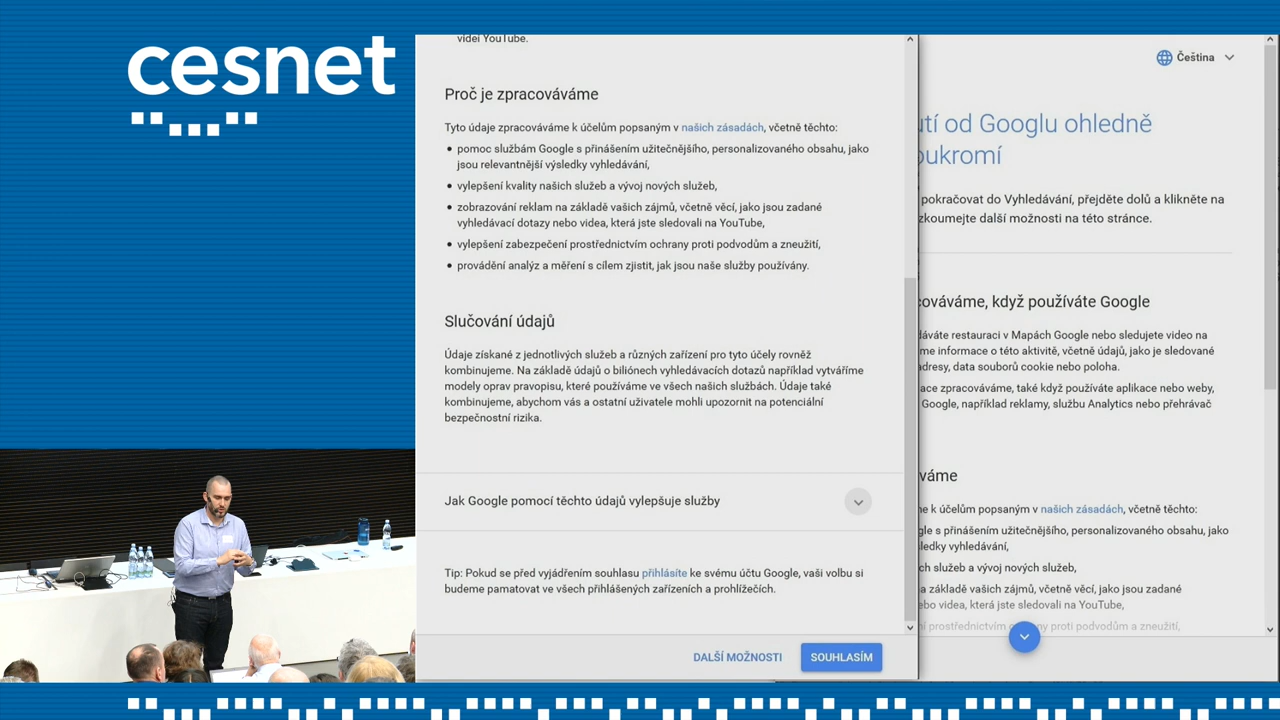 cesnet
videí YouTube.
Proč je zpracováváme
Tyto údaje zpracováváme k účelům popsaným v našich zásadách, včetně těchto:
• pomoc službám Google s přinášením užitečnějšího, personalizovaného obsahu, jako
jsou relevantnější výsledky vyhledávání,
• vylepšení kvality našich služeb a vývoj nových služeb,
• zobrazování reklam na základě vašich zájmů, včetně věcí, jako jsou zadané
vyhledávací dotazy nebo videa, která jste sledovali na YouTube,
• vylepšení zabezpečení prostřednictvím ochrany proti podvodům a zneužití,
• provádění analýz a měření s cílem zjistit, jak jsou naše služby používány.
Slučování údajů
Údaje získané z jednotlivých služeb a různých zařízení pro tyto účely rovněž
kombinujeme. Na základě údajů o biliónech vyhledávacích dotazů například vytváříme
modely oprav pravopisu, které používáme ve všech našich službách. Údaje také
kombinujeme, abychom vás a ostatní uživatele mohli upozornit na potenciální
bezpečnostní rizika.
Jak Google pomocí těchto údajů vylepšuje služby
Tip: Pokud se před vyjádřením souhlasu přihlásíte ke svému účtu Google, vaši volbu si
budeme pamatovat ve všech přihlášených zařízeních a prohlížečích.
DALŠÍ MOŽNOSTI
SOUHLASÍM
Čeština
utí od Googlu ohledně
oukromí
pokračovat do Vyhledávání, přejděte dolů a klikněte na
zkoumejte další možnosti na této stránce.
cováváme, když používáte Google
dáváte restauraci v Mapách Google nebo sledujete video na
me informace o této aktivitě, včetně údajů, jako je sledované
adresy, data souborů cookie nebo poloha.
ace zpracováváme, také když používáte aplikace nebo weby,
Google, například reklamy, službu Analytics nebo přehrávač
váme
e k účelům popsaným v našich zásadách, včetně těchto:
gle s přinášením užitečnějšího, personalizovaného obsahu, jako
ledky vyhledávání,
ch služeb a vývoj nových služeb,
a základě vašich zájmů, včetně věcí, jako jsou zadané
ebo videa, která jste sledovali na YouTube,
í prostřednictvím ochrany proti podvodům a zneužití,